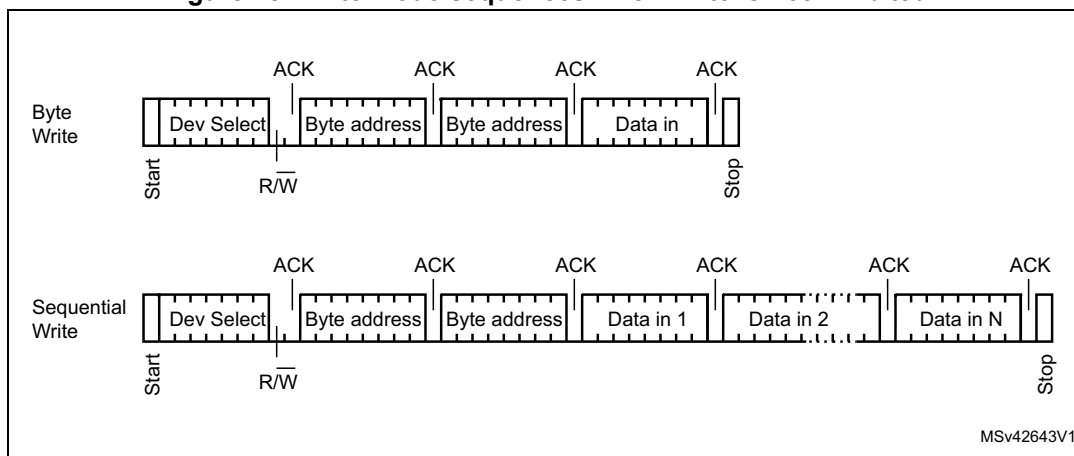 ACK ACK ACK ACK
Byte
Write
Dev Select Byte address Byte address Data in
Start
R/W̅
Stop
ACK ACK ACK ACK ACK ACK
Sequential
Write
Dev Select Byte address Byte address Data in 1 Data in 2 Data in N
Start
R/W̅
Stop
MSv42643V1